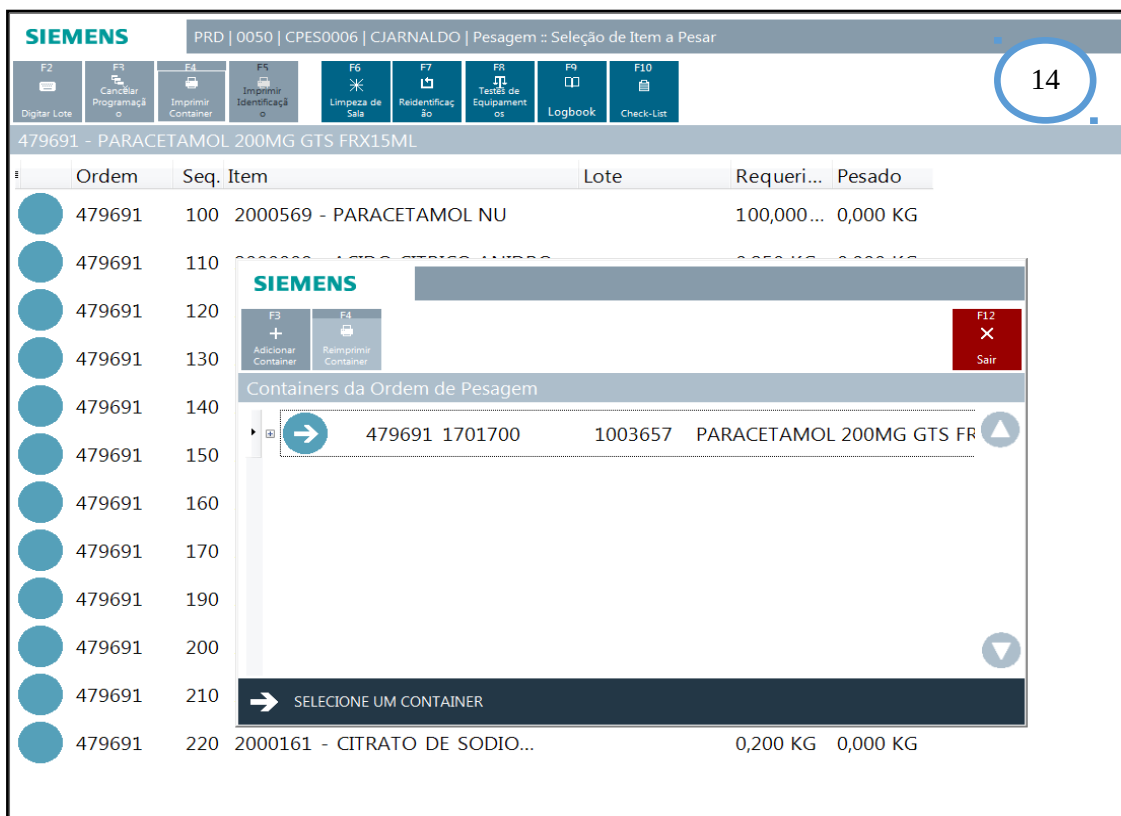 SIEMENS
PRD | 0050 | CPES0006 | CJARNALDO | Pesagem :: Seleção de Item a Pesar
14
F2 Digitar Lote
F3 Cancelar Programaçã o
F4 Imprimir Container
F5 Imprimir Identificaçã o
F6 Limpeza de Sala
F7 Reidentificaç ão
F8 Testes de Equipament os
F9 Logbook
F10 Check-List
479691 - PARACETAMOL 200MG GTS FRX15ML
Ordem Seq. Item Lote Requeri... Pesado
479691 100 2000569 - PARACETAMOL NU 100,000... 0,000 KG
479691 110
479691 120
479691 130
479691 140
479691 150
479691 160
479691 170
479691 190
479691 200
479691 210
479691 220 2000161 - CITRATO DE SODIO... 0,200 KG 0,000 KG
SIEMENS
F3 Adicionar Container
F4 Reimprimir Container
F12 Sair
Containers da Ordem de Pesagem
479691 1701700 1003657 PARACETAMOL 200MG GTS FR
SELECIONE UM CONTAINER